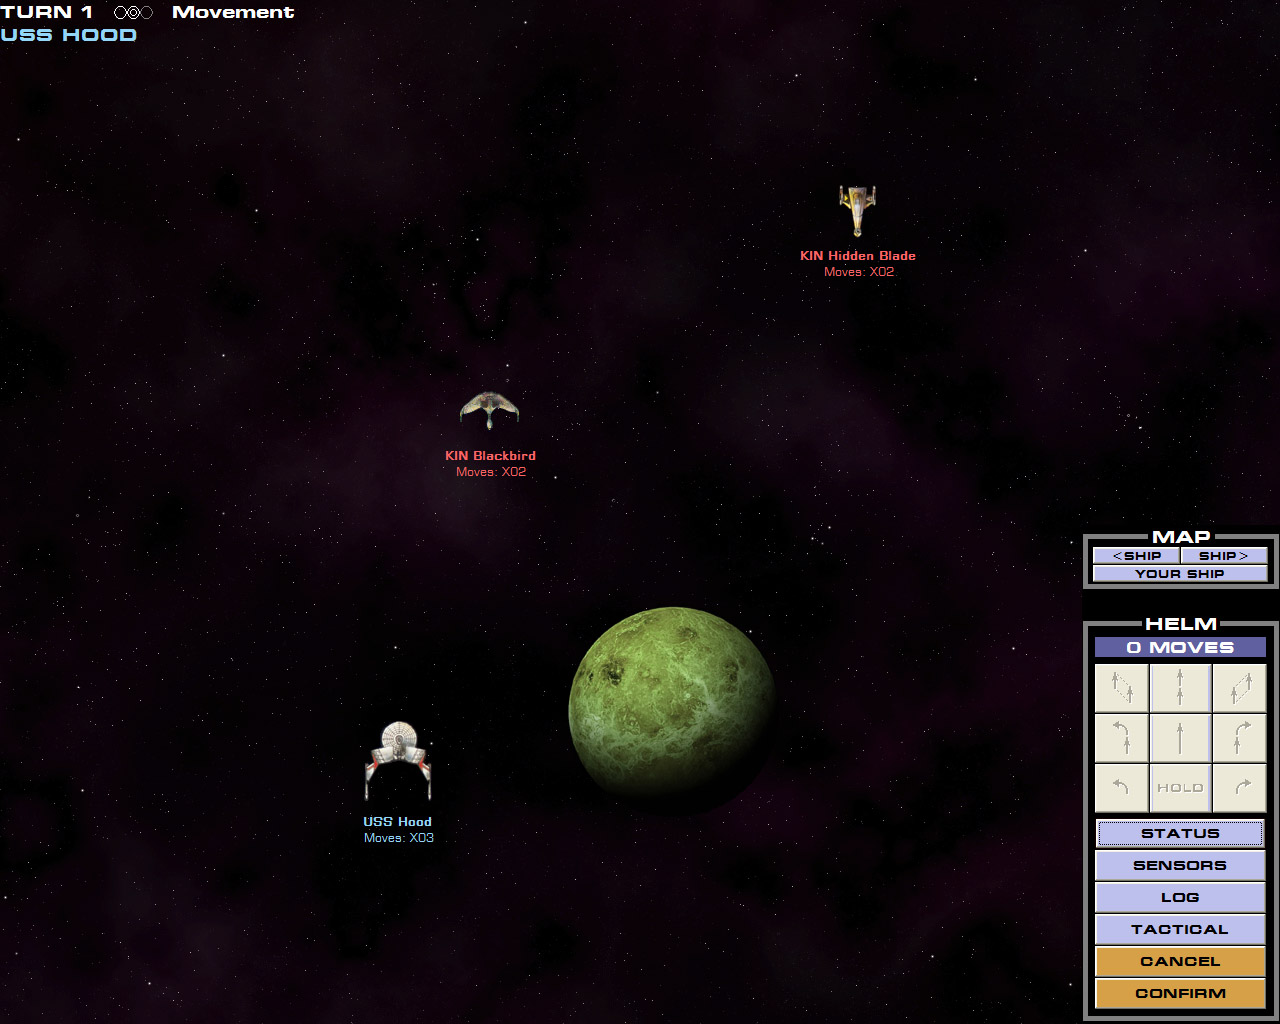 TURN 1 Movement
USS HOOD
KIN Hidden Blade
Moves: X02
KIN Blackbird
Moves: X02
USS Hood
Moves: X03
MAP
<SHIP SHIP>
YOUR SHIP
HELM
0 MOVES
HOLD
STATUS
SENSORS
LOG
TACTICAL
CANCEL
CONFIRM